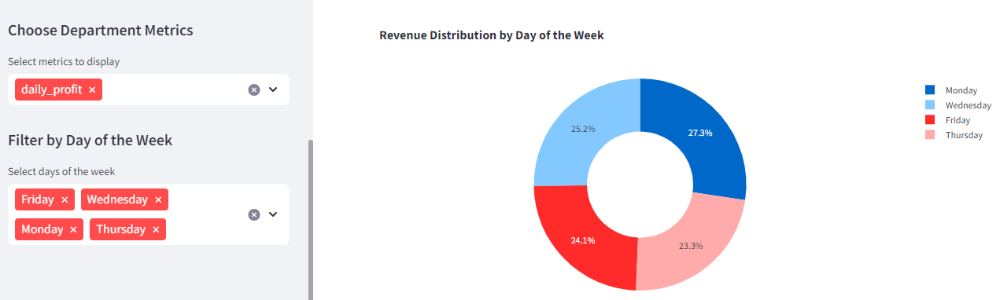 Choose Department Metrics
Select metrics to display
daily_profit ×
Filter by Day of the Week
Select days of the week
Friday × Wednesday ×
Monday × Thursday ×
Revenue Distribution by Day of the Week
25.2%
27.3%
24.1%
23.3%
Monday
Wednesday
Friday
Thursday